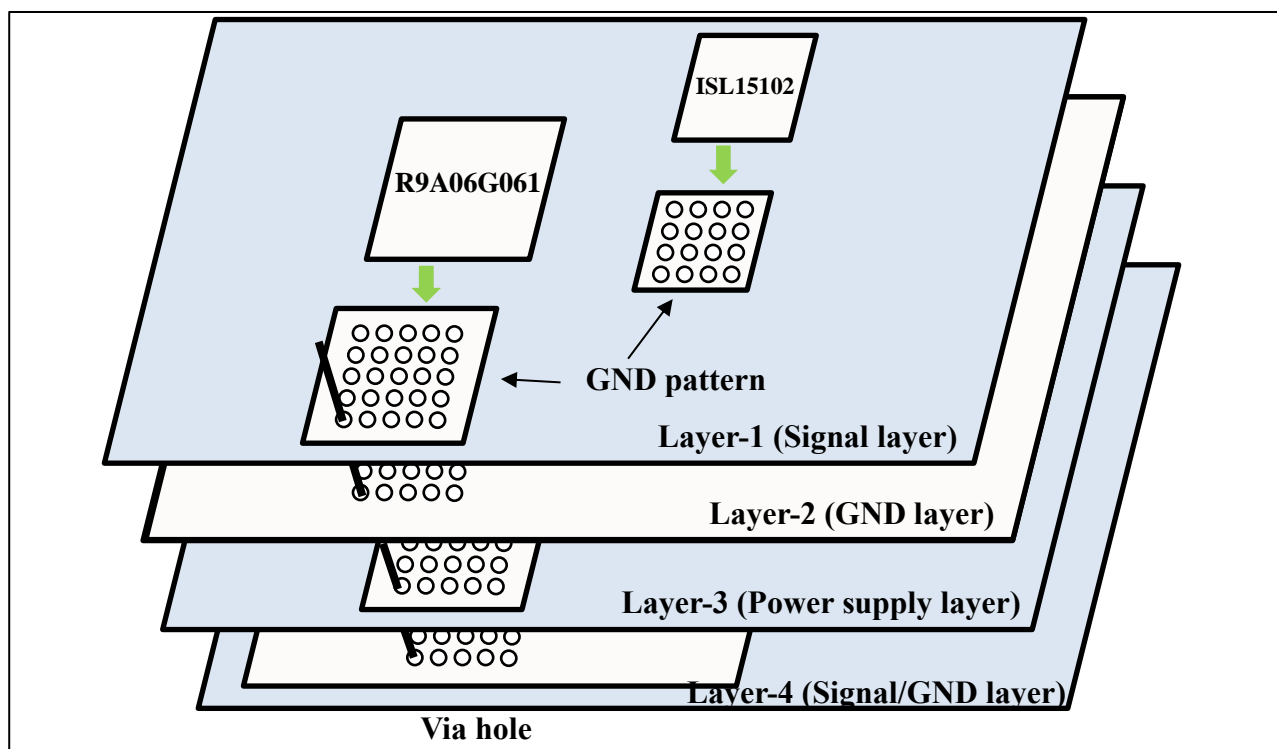 ISL15102
R9A06G061
GND pattern
Layer-1 (Signal layer)
Layer-2 (GND layer)
Layer-3 (Power supply layer)
Layer-4 (Signal/GND layer)
Via hole